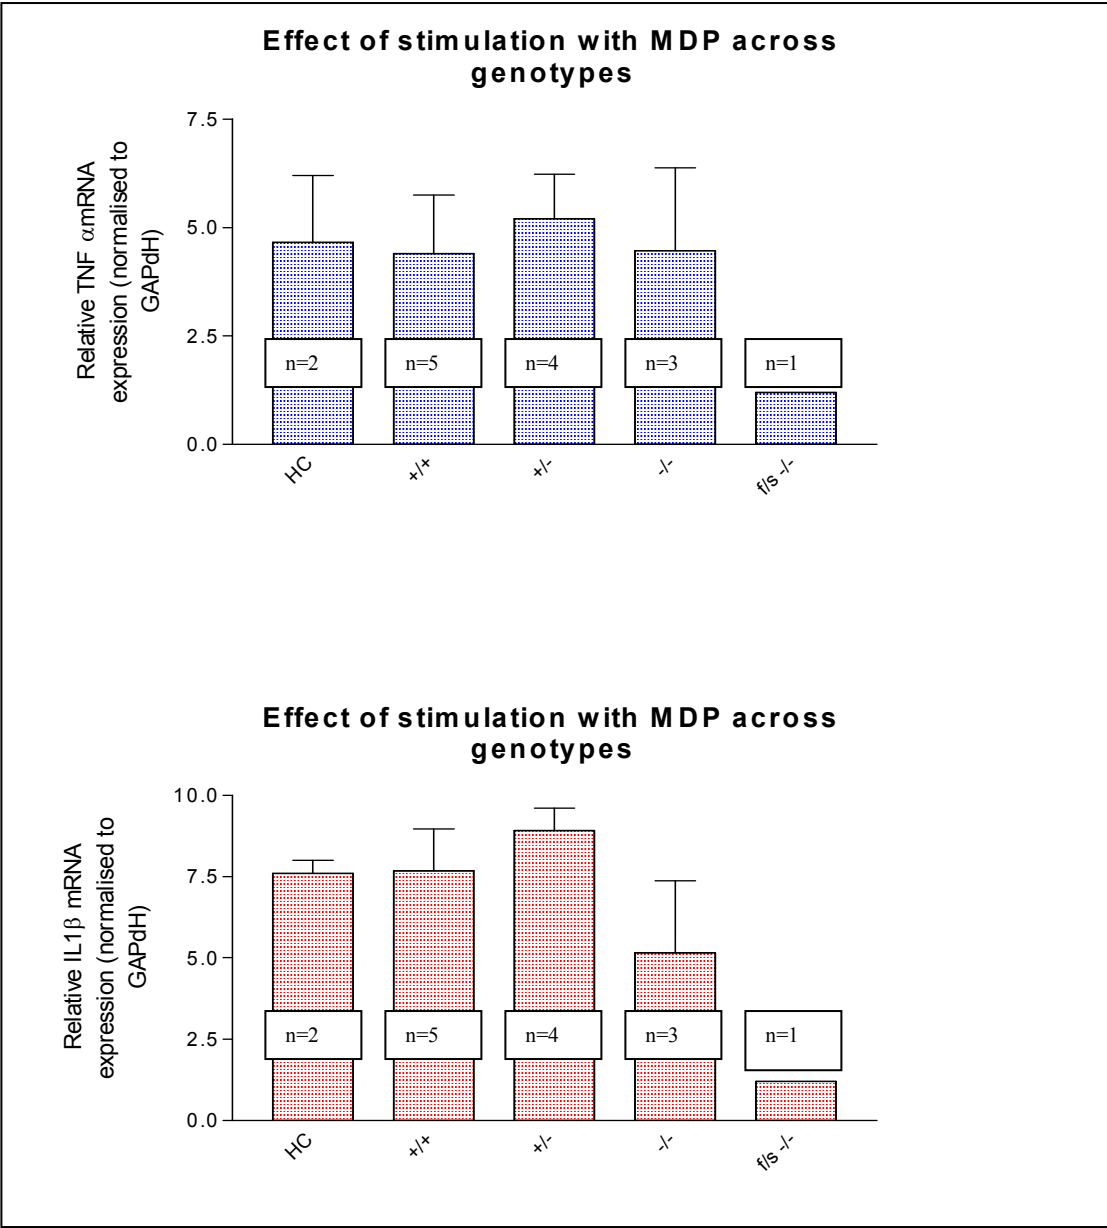 Effect of stimulation with MDP across
genotypes
Relative TNF αmRNA
expression (normalised to
GAPdH)
7.5
5.0
2.5
0.0
n=2
n=5
n=4
n=3
n=1
HC
+/+
+/-
-/-
f/s -/-
Effect of stimulation with MDP across
genotypes
Relative IL1β mRNA
expression (normalised to
GAPdH)
10.0
7.5
5.0
2.5
0.0
n=2
n=5
n=4
n=3
n=1
HC
+/+
+/-
-/-
f/s -/-